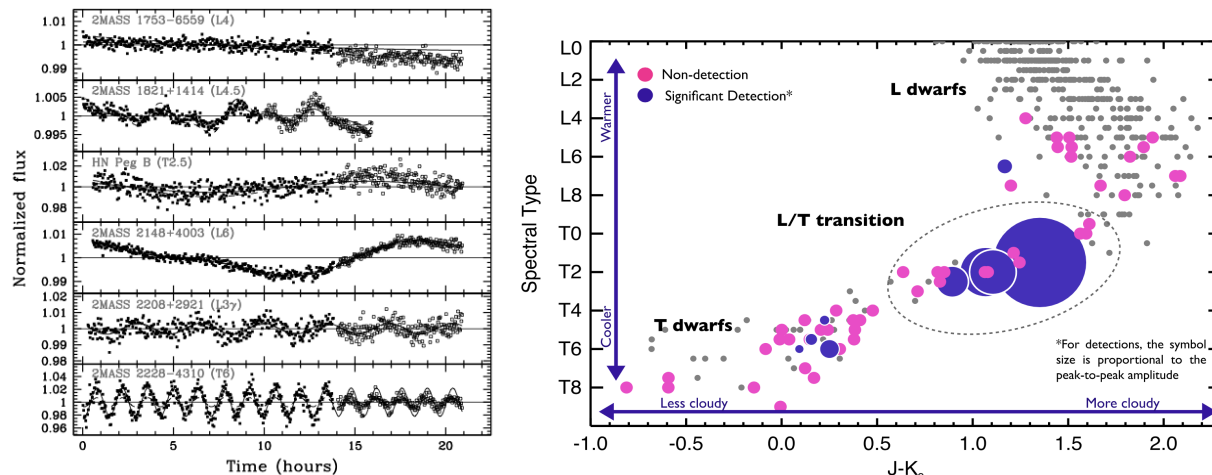 2MASS 1753-6559 (L4)
1.01
1
0.99
2MASS 1821+1414 (L4.5)
1.005
0.995
HN Peg B (T2.5)
1.02
1
0.98
2MASS 2148+4003 (L6)
1.01
1
0.99
2MASS 2208+2921 (L3γ)
1.02
1.01
1
0.99
0.98
2MASS 2228-4310 (T6)
1.04
1.02
1
0.98
0.96
0 5 10 15 20
Time (hours)
Normalized flux
L0
L2
L4
L6
L8
T0
T2
T4
T6
T8
Spectral Type
Warmer
Cooler
Non-detection
Significant Detection*
L dwarfs
L/T transition
T dwarfs
*For detections, the symbol
size is proportional to the
peak-to-peak amplitude
Less cloudy More cloudy
-1.0 -0.5 0.0 0.5 1.0 1.5 2.0